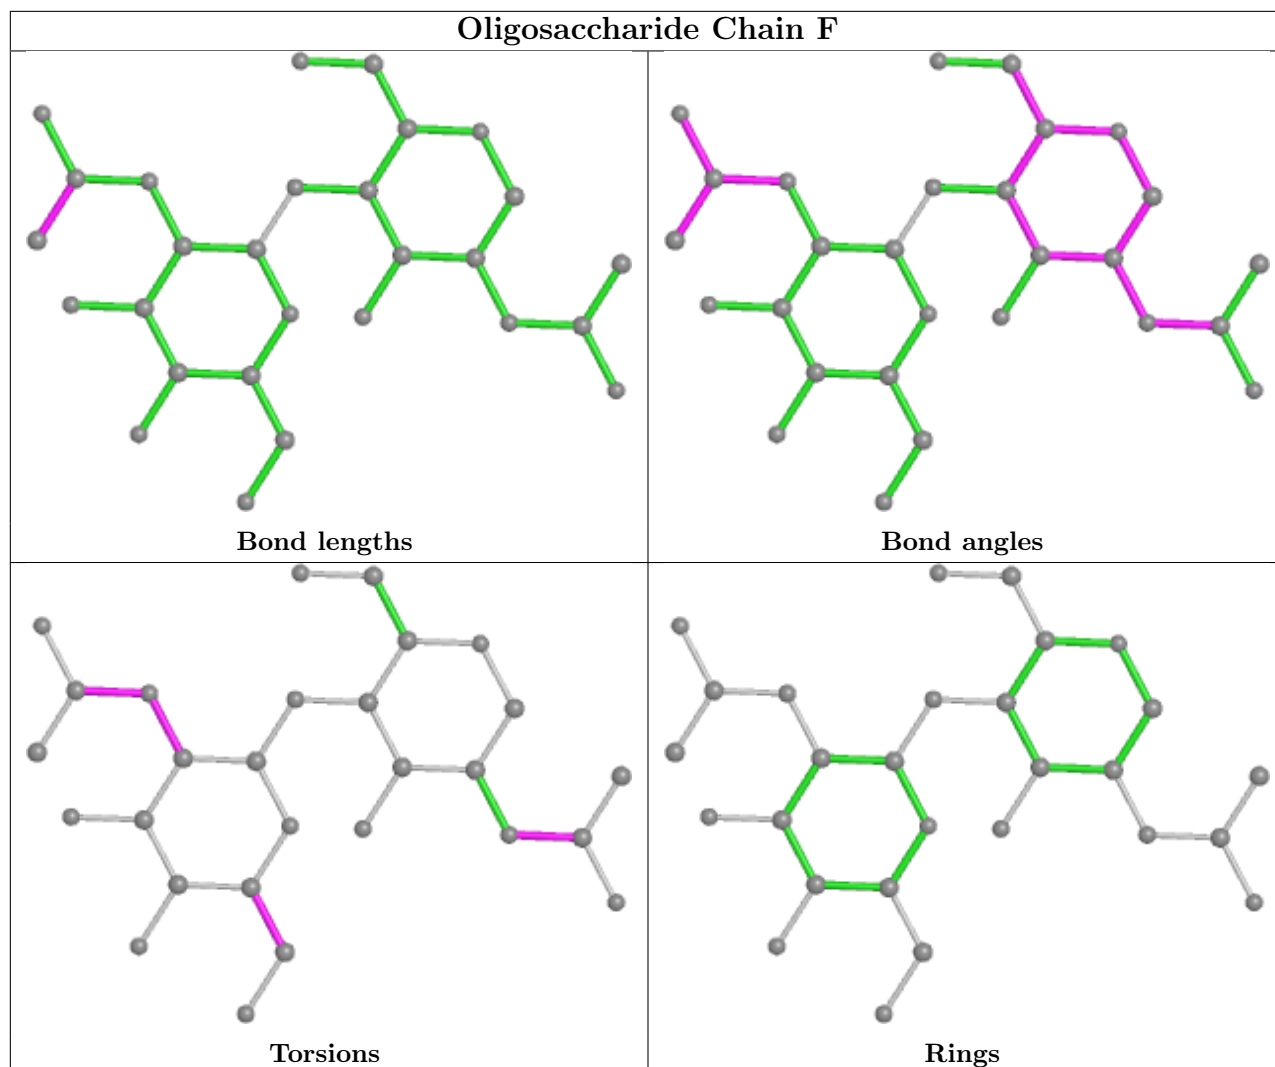 Oligosaccharide Chain F
Bond lengths
Bond angles
Torsions
Rings